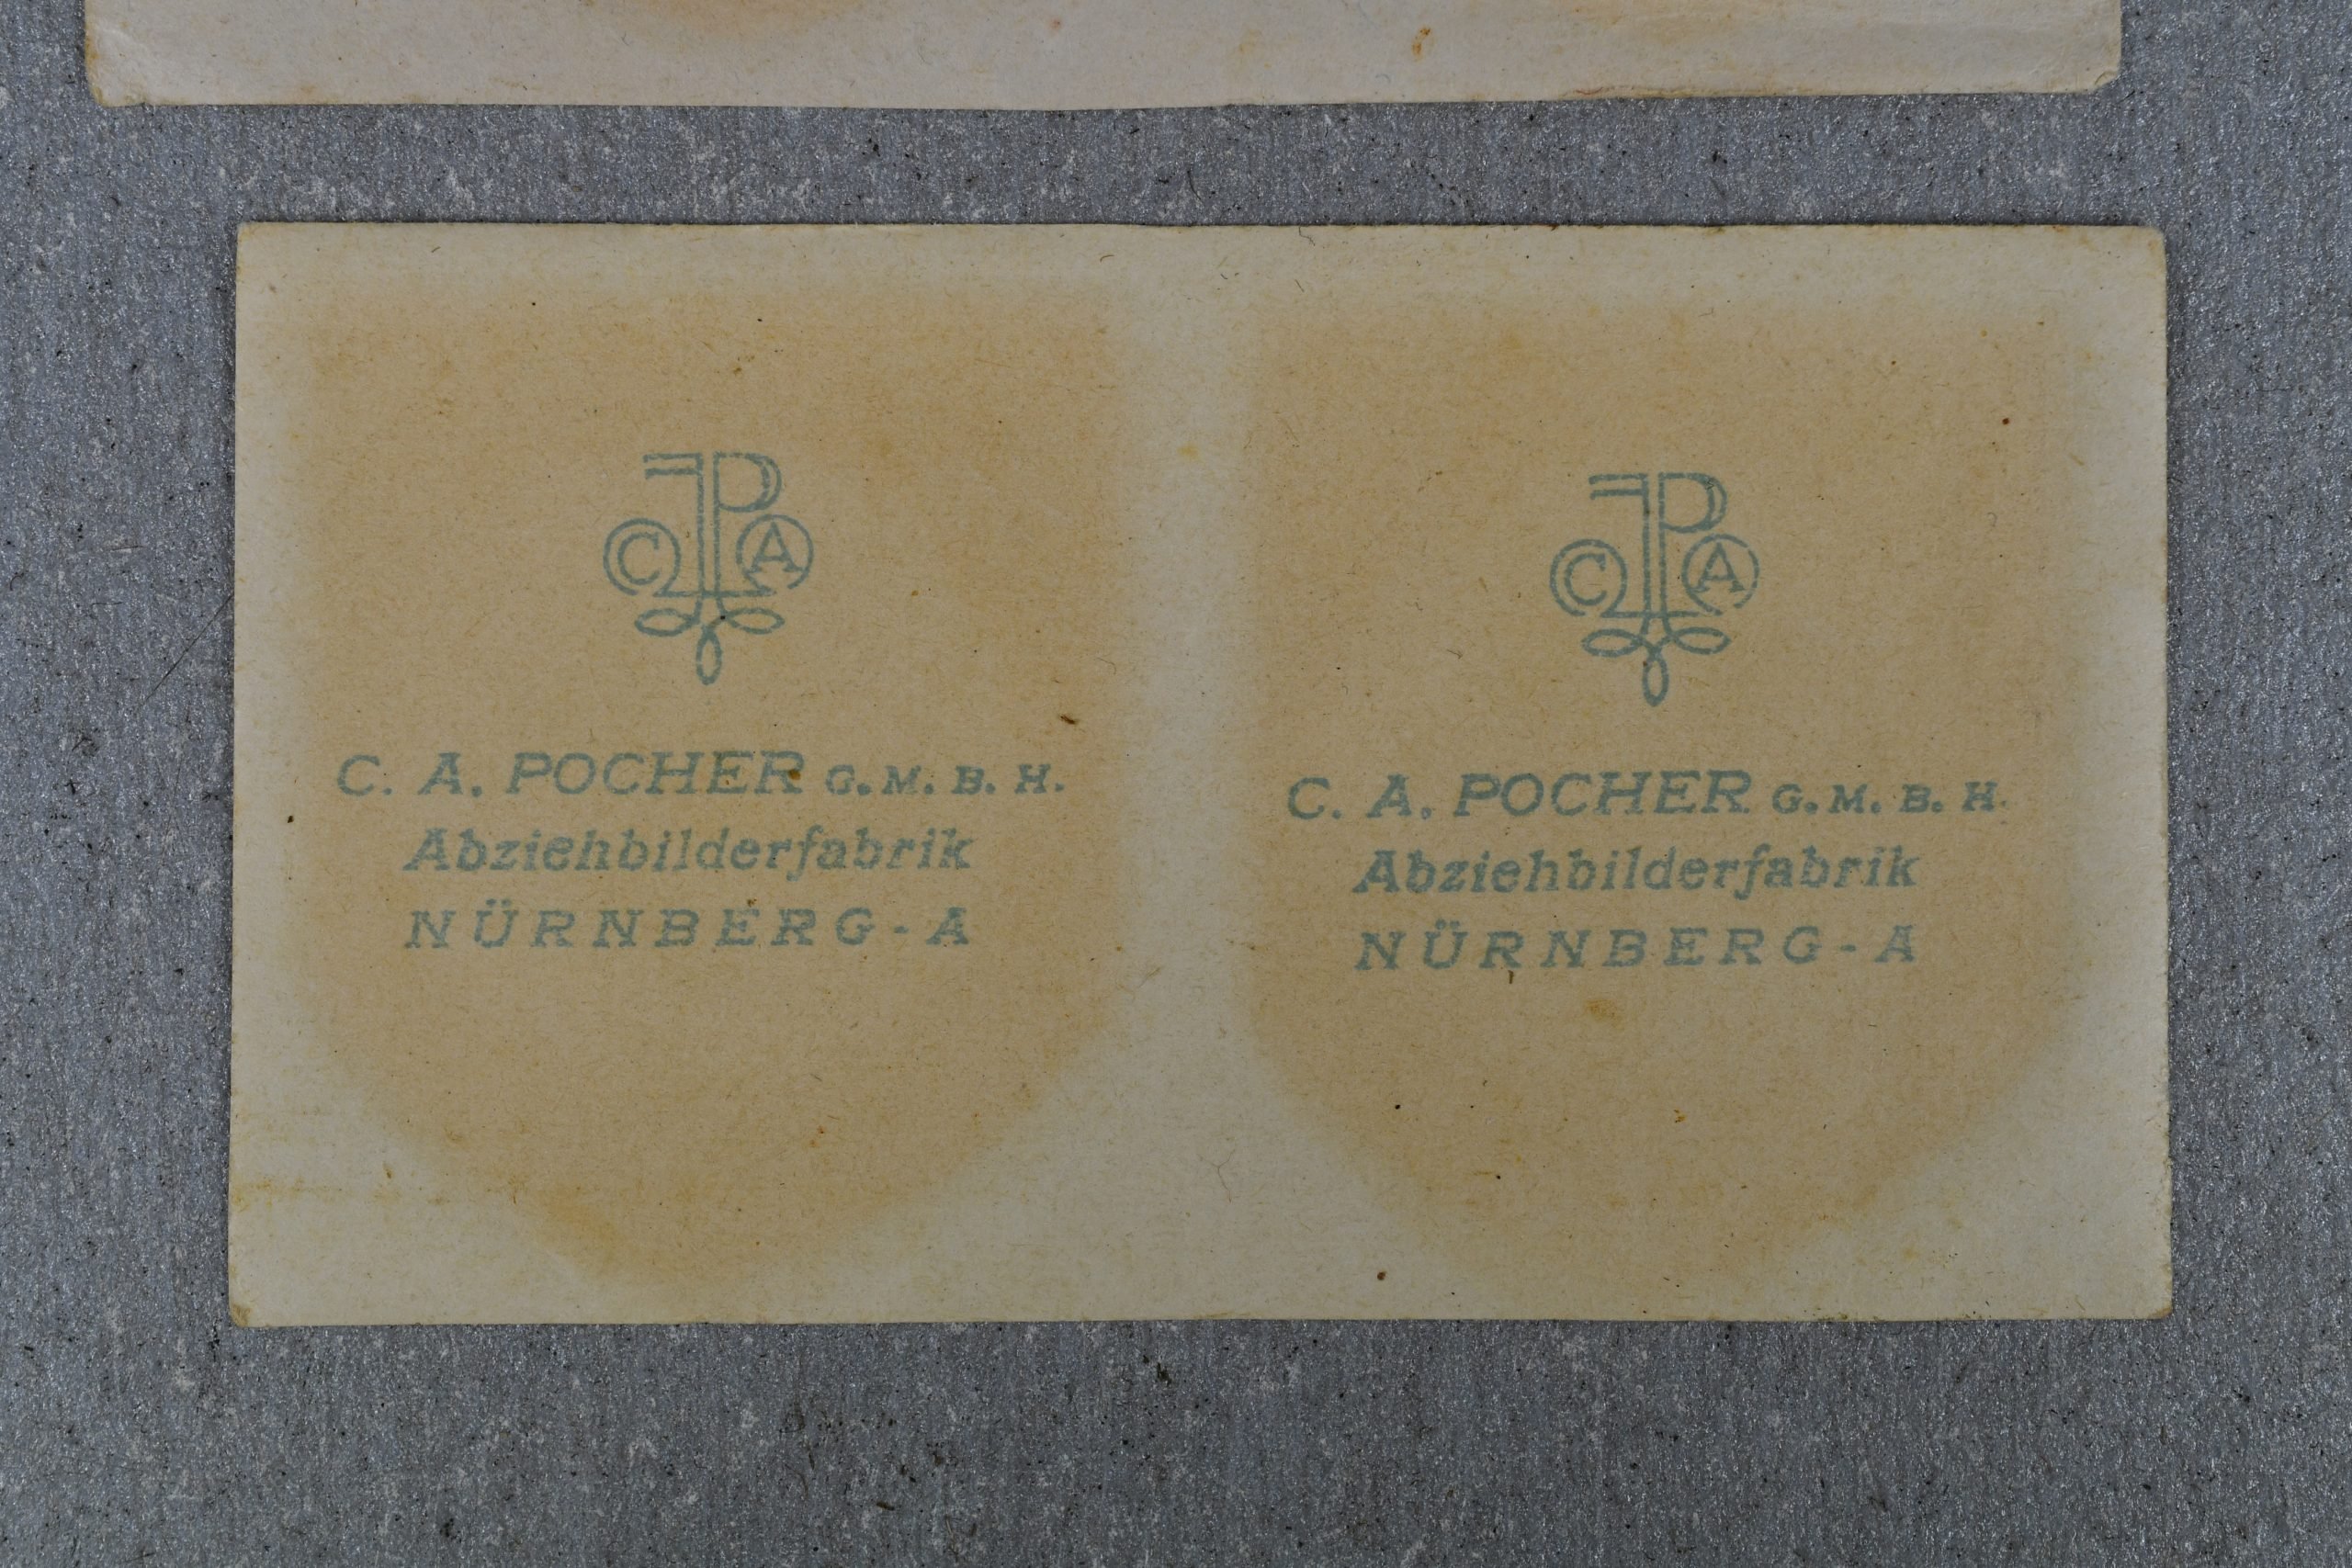 C P A
C. A. POCHER G.M.B.H.
Abziehbilderfabrik
NÜRNBERG-A
C P A
C. A. POCHER G.M.B.H.
Abziehbilderfabrik
NÜRNBERG-A